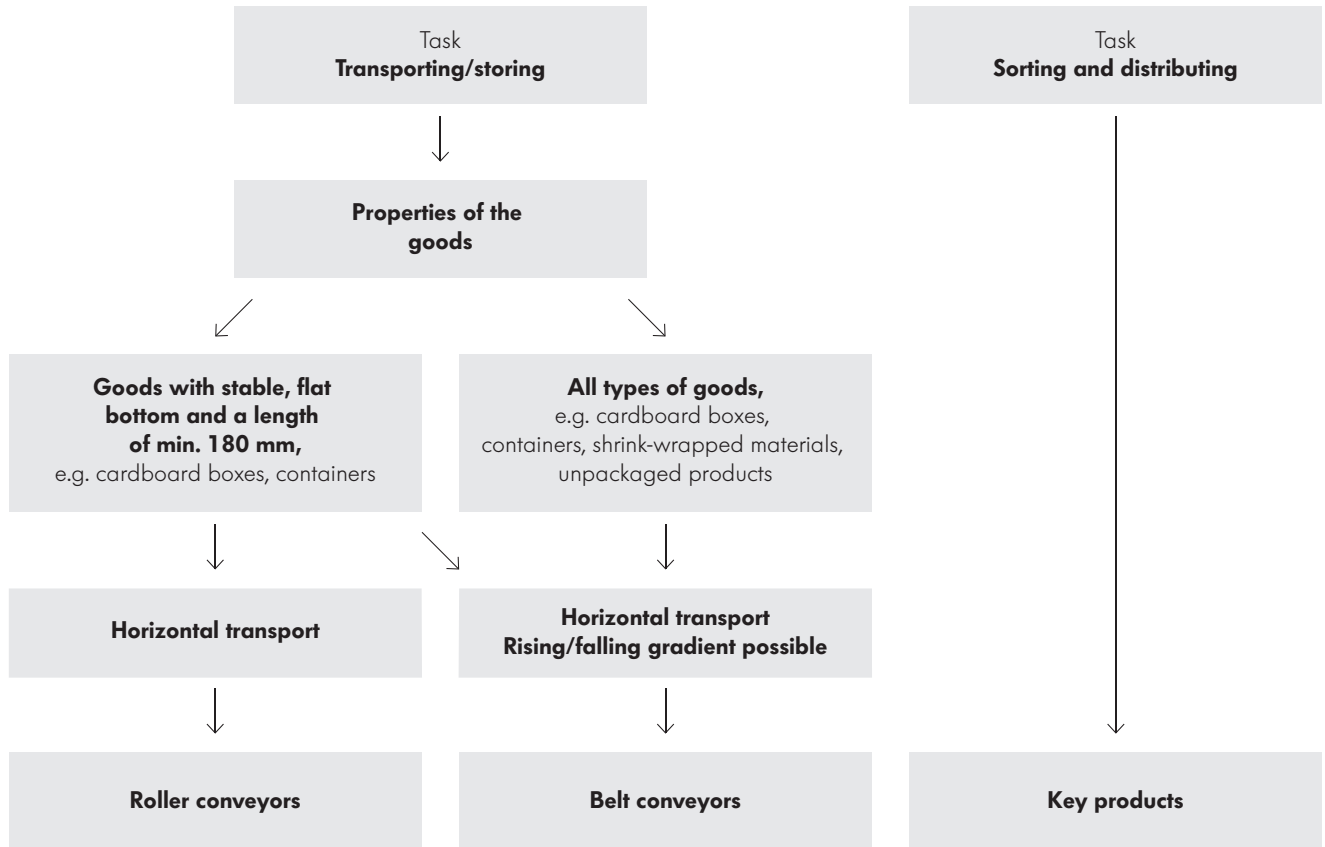 Task
Transporting/storing
Task
Sorting and distributing
Properties of the
goods
Goods with stable, flat
bottom and a length
of min. 180 mm,
e.g. cardboard boxes, containers
All types of goods,
e.g. cardboard boxes,
containers, shrink-wrapped materials,
unpackaged products
Horizontal transport
Horizontal transport
Rising/falling gradient possible
Roller conveyors
Belt conveyors
Key products